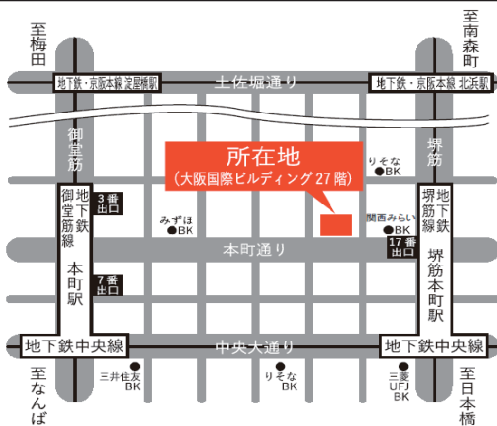 至梅田
至南森町
地下鉄・京阪本線 淀屋橋駅
土佐堀通り
地下鉄・京阪本線 北浜駅
御堂筋
堺筋
所在地
(大阪国際ビルディング27階)
りそな
BK
地下鉄
御堂筋線
本町駅
3番
出口
みずほ
BK
関西みらい
BK
地下鉄
堺筋線
堺筋本町駅
17番
出口
本町通り
7番
出口
地下鉄中央線
中央大通り
地下鉄中央線
至なんば
三井住友
BK
りそな
BK
三菱
UFJ
BK
至日本橋